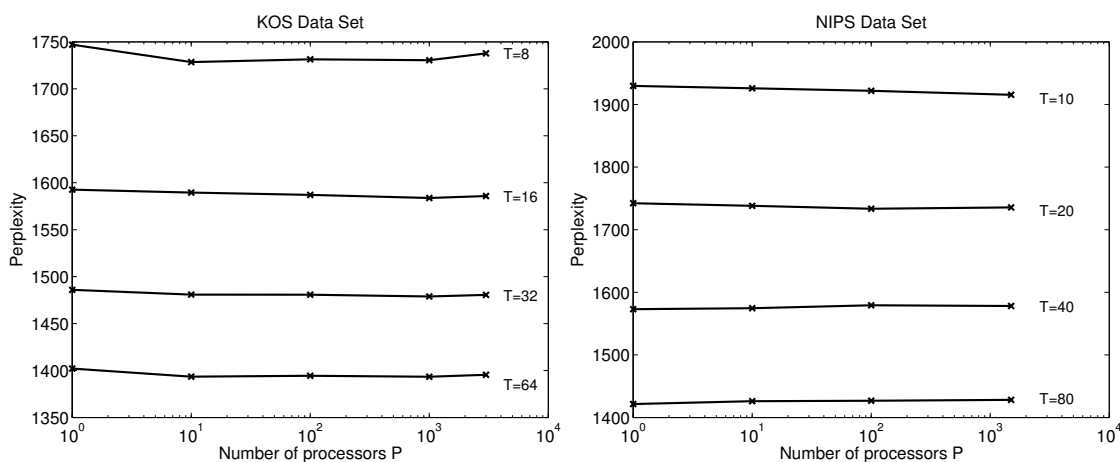 KOS Data Set
1750
1700
1650
1600
1550
1500
1450
1400
1350
Perplexity
T=8
T=16
T=32
T=64
10^0
10^1
10^2
10^3
10^4
Number of processors P
NIPS Data Set
2000
1900
1800
1700
1600
1500
1400
Perplexity
T=10
T=20
T=40
T=80
10^0
10^1
10^2
10^3
10^4
Number of processors P